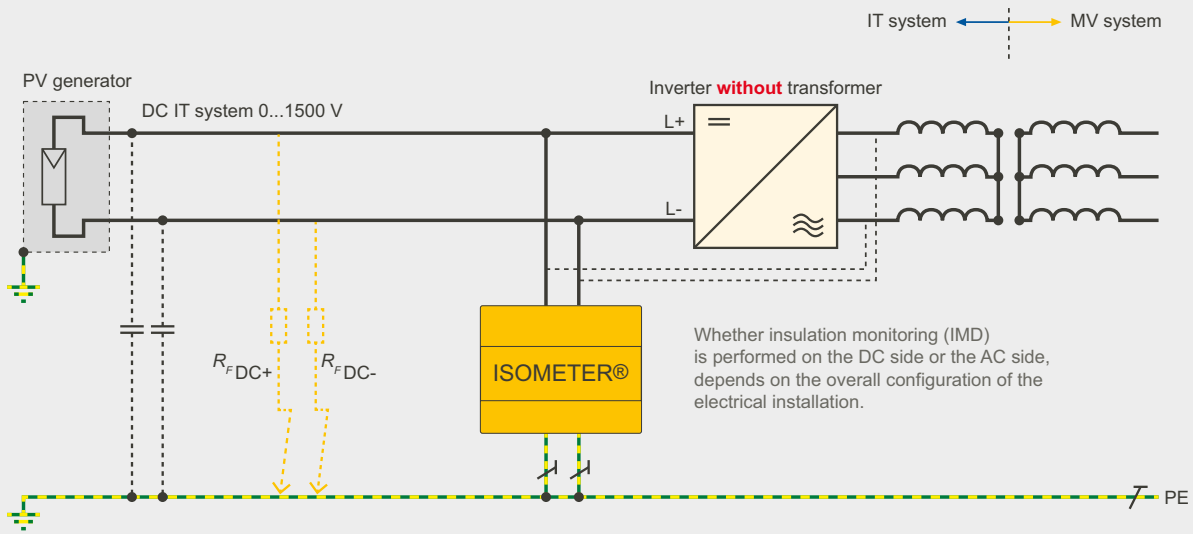 IT system
MV system
PV generator
DC IT system 0...1500 V
Inverter without transformer
L+
L-
R_F DC+
R_F DC-
ISOMETER®
Whether insulation monitoring (IMD)
is performed on the DC side or the AC side,
depends on the overall configuration of the
electrical installation.
PE